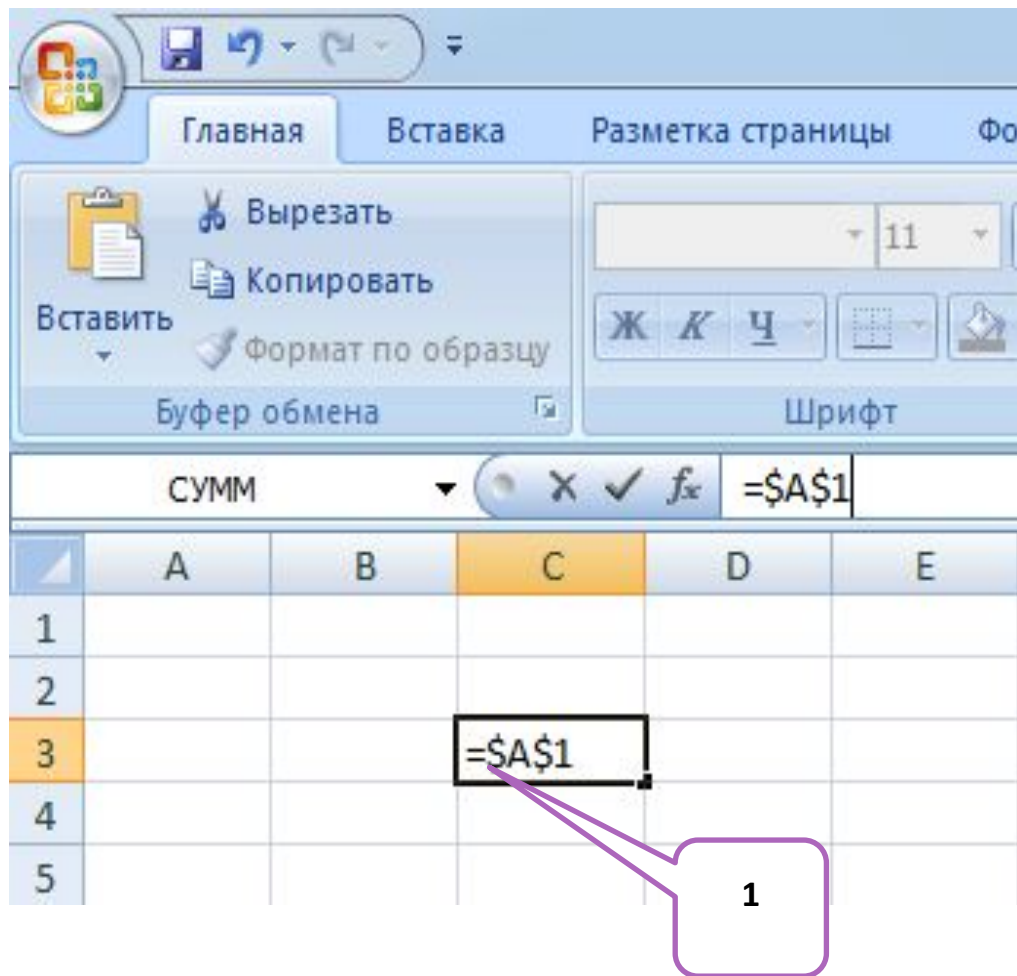 Главная Вставка Разметка страницы Фо
Вырезать
11
Копировать
Вставить
Ж К Ч
Формат по образцу
Буфер обмена Шрифт
СУММ fx =$A$1
A B C D E
1
2
3 =$A$1
4
5
1